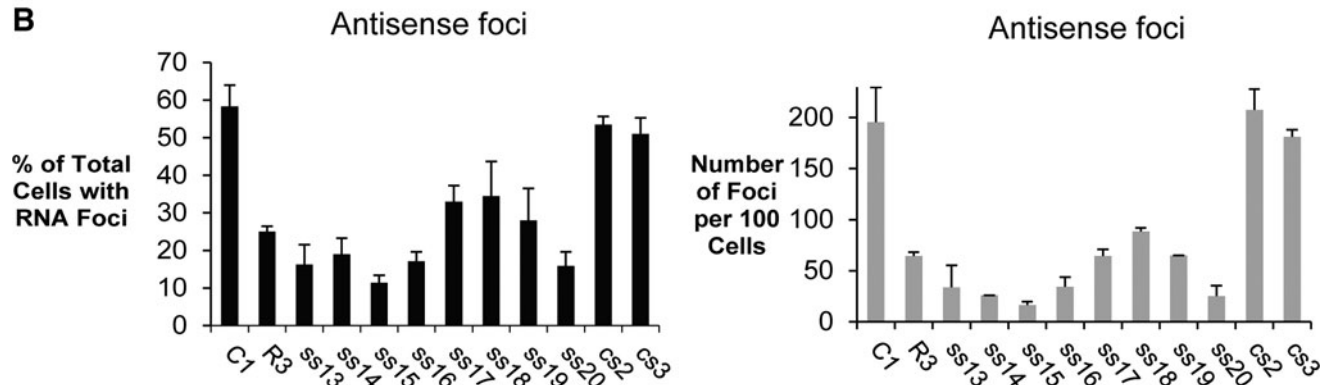 B
Antisense foci
% of Total
Cells with
RNA Foci
70
60
50
40
30
20
10
0
C1 R3 ss13 ss14 ss15 ss16 ss17 ss18 ss19 ss20 cs2 cs3
Antisense foci
Number
of Foci
per 100
Cells
200
150
100
50
0
C1 R3 ss13 ss14 ss15 ss16 ss17 ss18 ss19 ss20 cs2 cs3